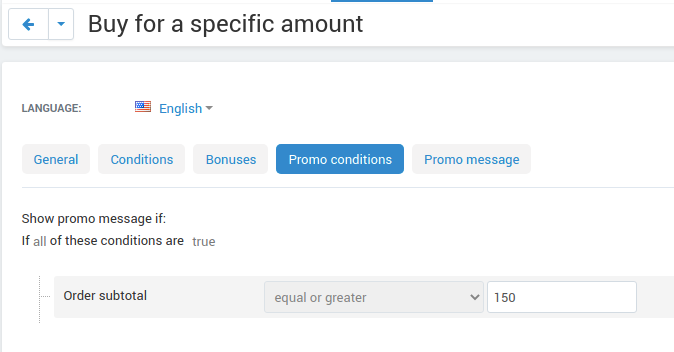 Buy for a specific amount
LANGUAGE: English
General Conditions Bonuses Promo conditions Promo message
Show promo message if:
If all of these conditions are true
Order subtotal equal or greater 150